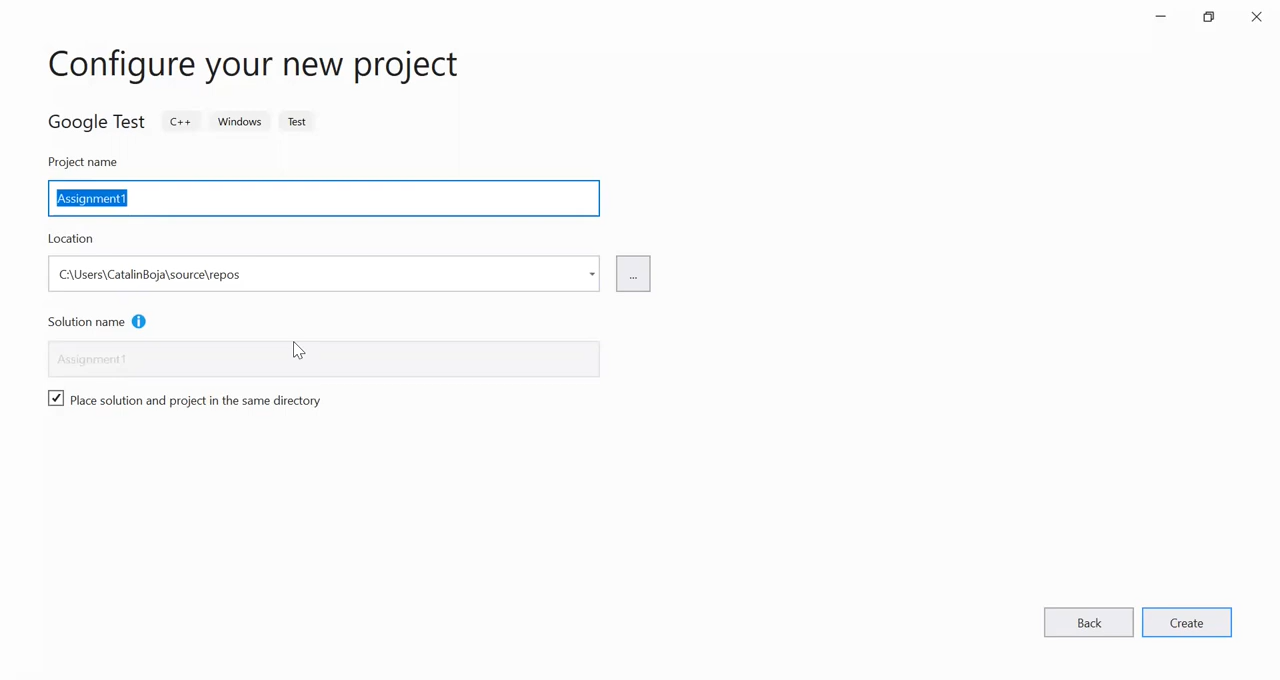 Configure your new project
Google Test C++ Windows Test
Project name
Assignment1
Location
C:\Users\CatalinBoja\source\repos
...
Solution name
Assignment1
Place solution and project in the same directory
Back Create